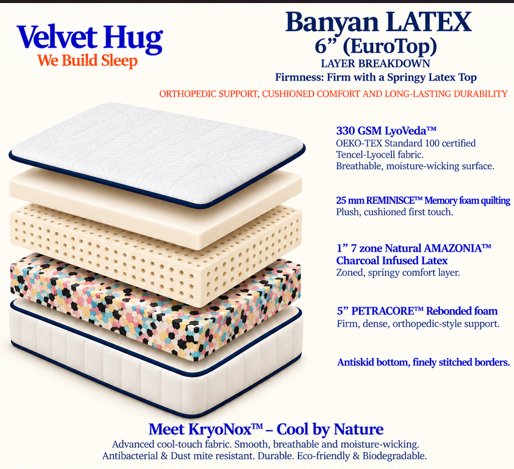 Velvet Hug
We Build Sleep
Banyan LATEX
6” (EuroTop)
LAYER BREAKDOWN
Firmness: Firm with a Springy Latex Top
ORTHOPEDIC SUPPORT, CUSHIONED COMFORT AND LONG-LASTING DURABILITY
330 GSM LyoVeda™
OEKO-TEX Standard 100 certified
Tencel-Lyocell fabric.
Breathable, moisture-wicking surface.
25 mm REMINISCE™ Memory foam quilting
Plush, cushioned first touch.
1” 7 zone Natural AMAZONIA™
Charcoal Infused Latex
Zoned, springy comfort layer.
5” PETRACORE™ Rebonded foam
Firm, dense, orthopedic-style support.
Antiskid bottom, finely stitched borders.
Meet KryoNox™ – Cool by Nature
Advanced cool-touch fabric. Smooth, breathable and moisture-wicking.
Antibacterial & Dust mite resistant. Durable. Eco-friendly & Biodegradable.